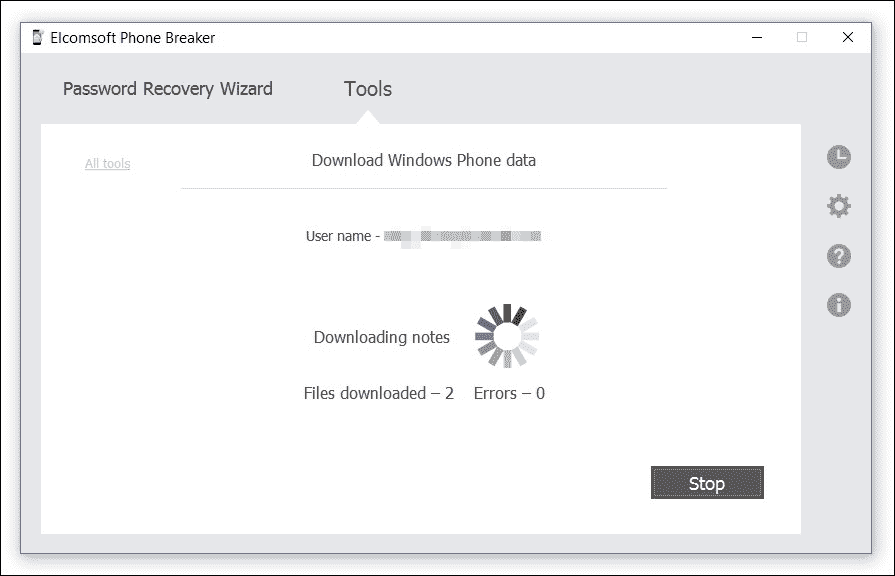 Elcomsoft Phone Breaker
Password Recovery Wizard Tools
All tools
Download Windows Phone data
User name -
Downloading notes
Files downloaded – 2 Errors – 0
Stop